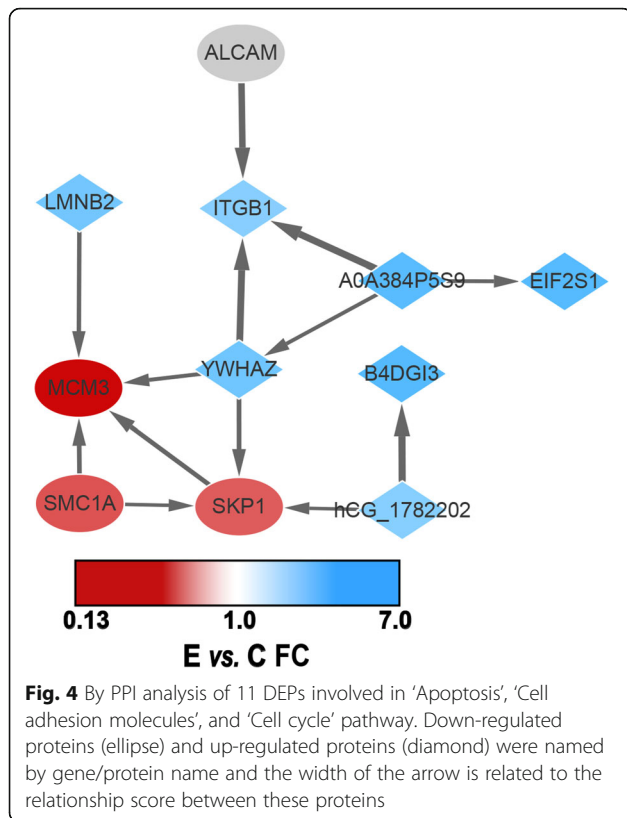 ALCAM
LMNB2
ITGB1
A0A384P5S9
EIF2S1
YWHAZ
B4DGI3
MCM3
SMC1A
SKP1
hCG_1782202
0.13 1.0 7.0
E vs. C FC
Fig. 4 By PPI analysis of 11 DEPs involved in ‘Apoptosis’, ‘Cell
adhesion molecules’, and ‘Cell cycle’ pathway. Down-regulated
proteins (ellipse) and up-regulated proteins (diamond) were named
by gene/protein name and the width of the arrow is related to the
relationship score between these proteins